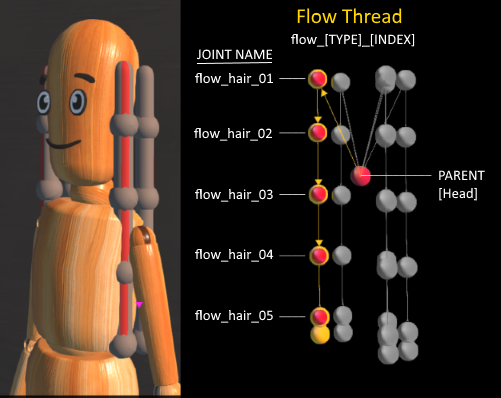 Flow Thread
flow_[TYPE]_[INDEX]
JOINT NAME
flow_hair_01
flow_hair_02
flow_hair_03
flow_hair_04
flow_hair_05
PARENT
[Head]